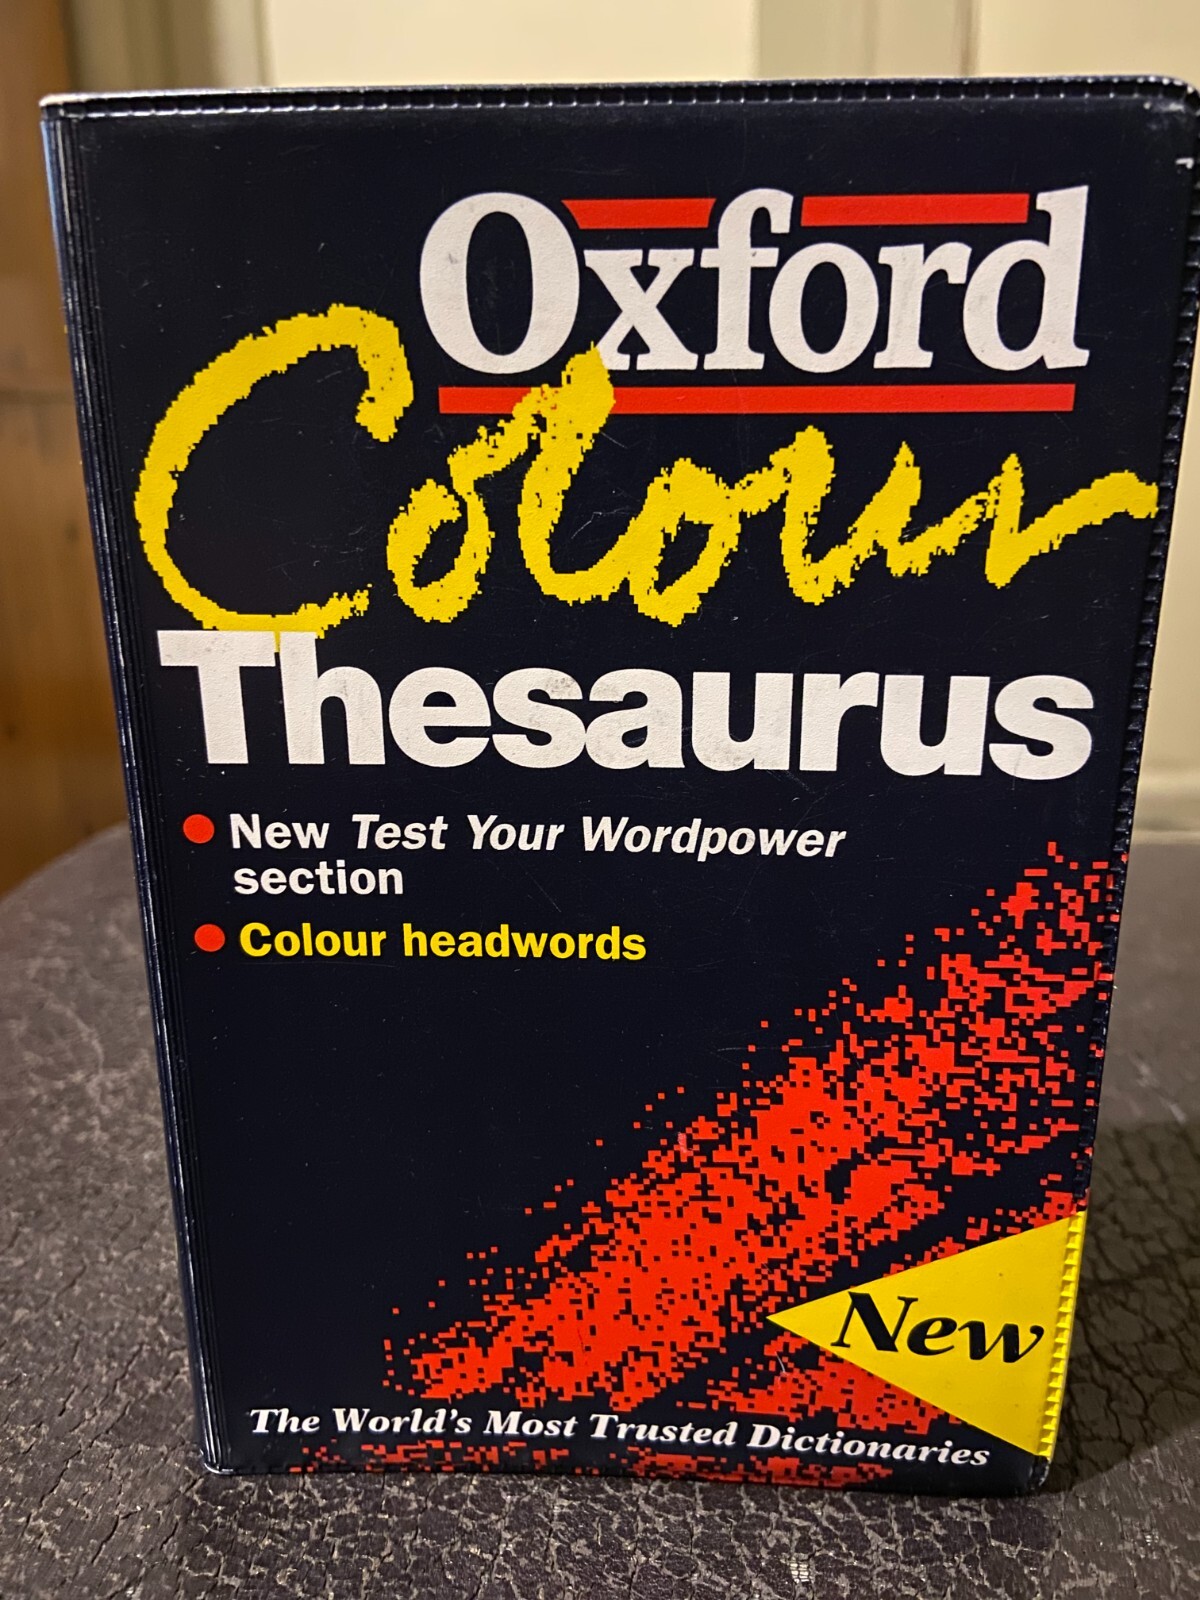 Oxford
Colour
Thesaurus
New Test Your Wordpower
section
Colour headwords
New
The World's Most Trusted Dictionaries